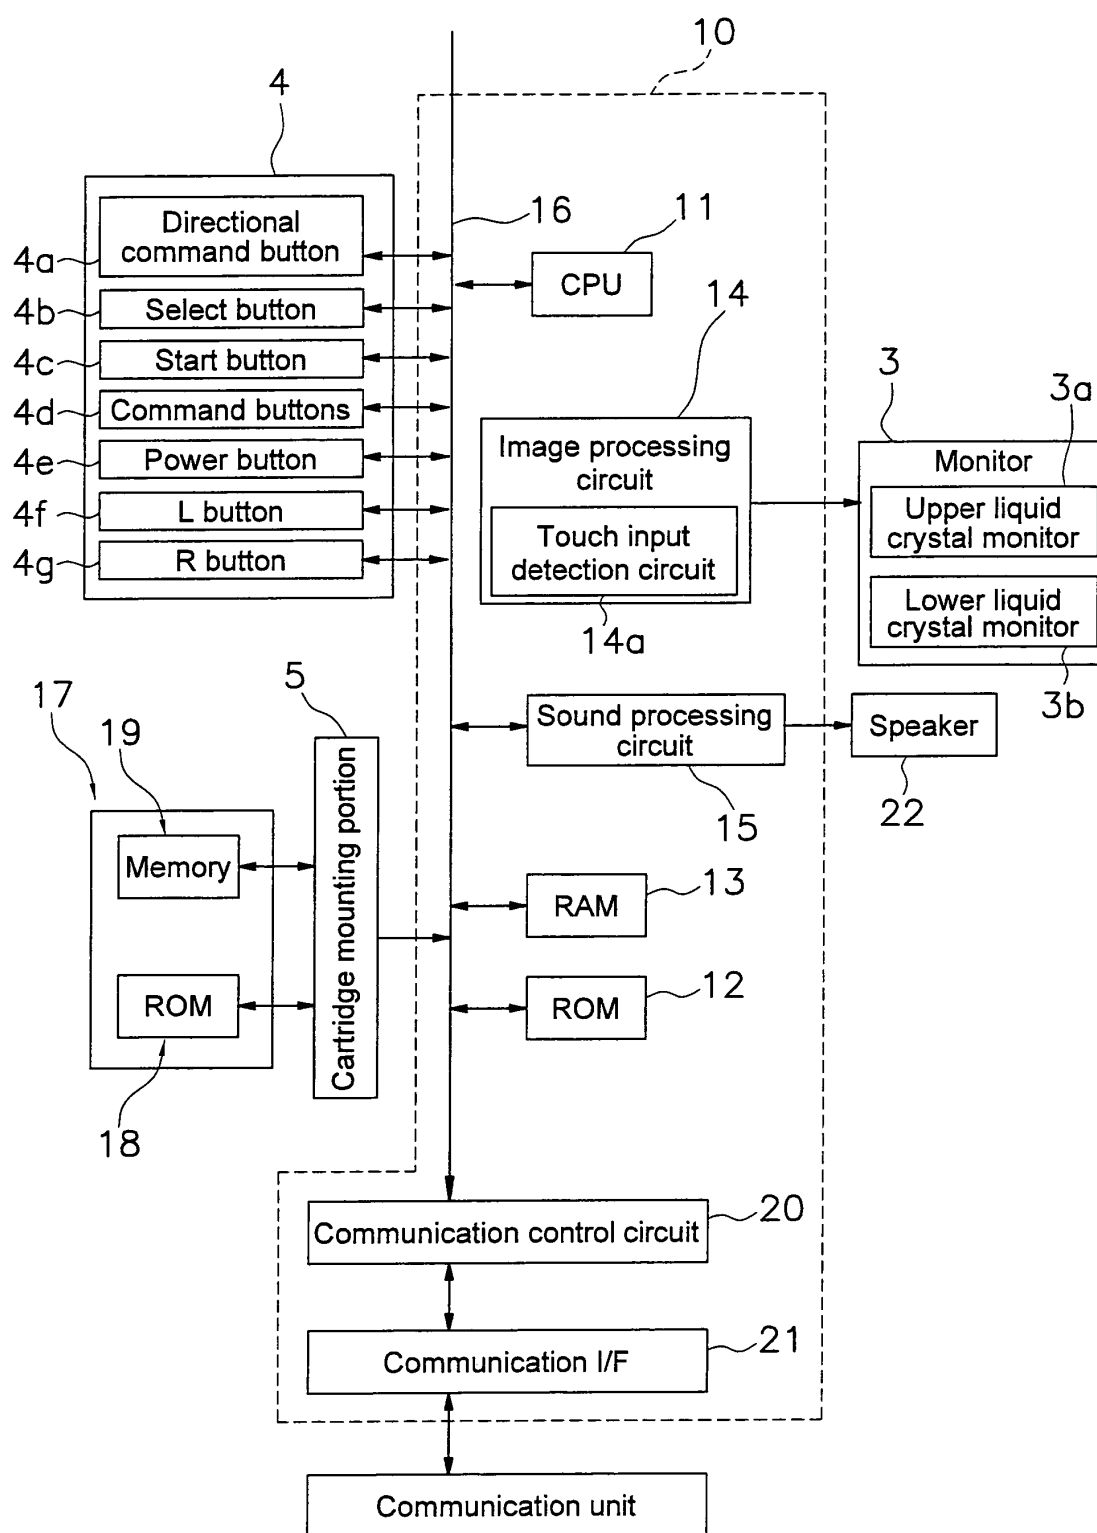 10
4
16
11
Directional
command button
4a
CPU
4b
Select button
14
4c
Start button
3
3a
4d
Command buttons
Image processing
circuit
Monitor
4e
Power button
Upper liquid
crystal monitor
4f
L button
Touch input
detection circuit
4g
R button
Lower liquid
crystal monitor
14a
3b
5
17
19
Sound processing
circuit
Speaker
15
22
Cartridge mounting portion
Memory
13
RAM
12
ROM
ROM
18
20
Communication control circuit
21
Communication I/F
Communication unit